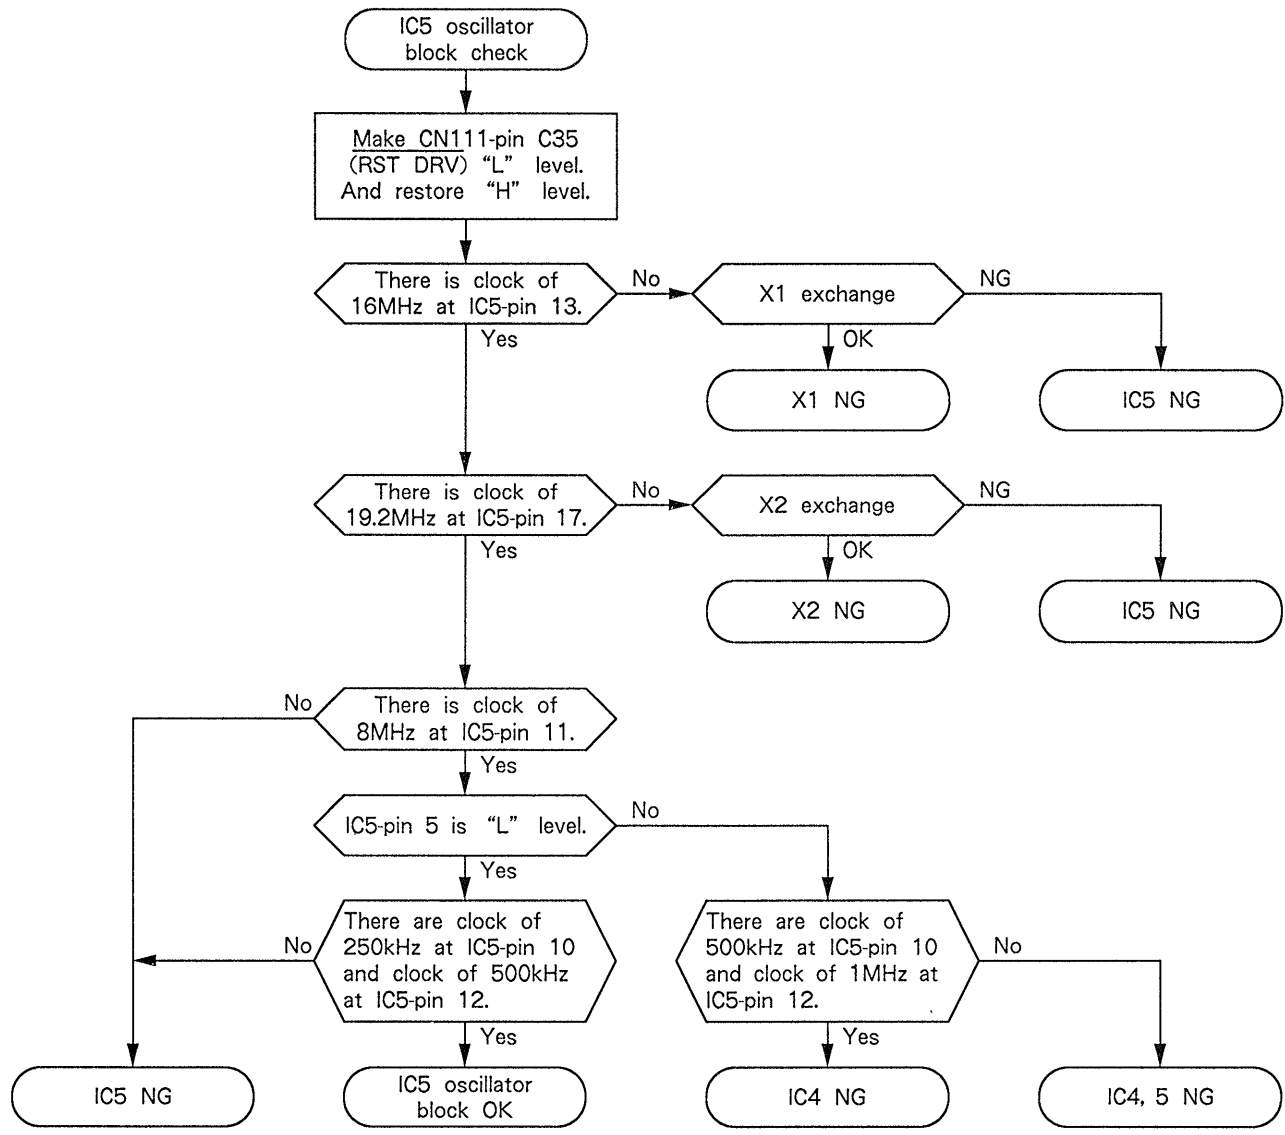 IC5 oscillator
block check
Make CN111-pin C35
(RST DRV) “L” level.
And restore “H” level.
There is clock of
16MHz at IC5-pin 13.
No
X1 exchange
NG
Yes
OK
X1 NG
IC5 NG
There is clock of
19.2MHz at IC5-pin 17.
No
X2 exchange
NG
Yes
OK
X2 NG
IC5 NG
No
There is clock of
8MHz at IC5-pin 11.
Yes
IC5-pin 5 is “L” level.
No
Yes
There are clock of
250kHz at IC5-pin 10
and clock of 500kHz
at IC5-pin 12.
No
There are clock of
500kHz at IC5-pin 10
and clock of 1MHz at
IC5-pin 12.
No
Yes
Yes
IC5 NG
IC5 oscillator
block OK
IC4 NG
IC4, 5 NG